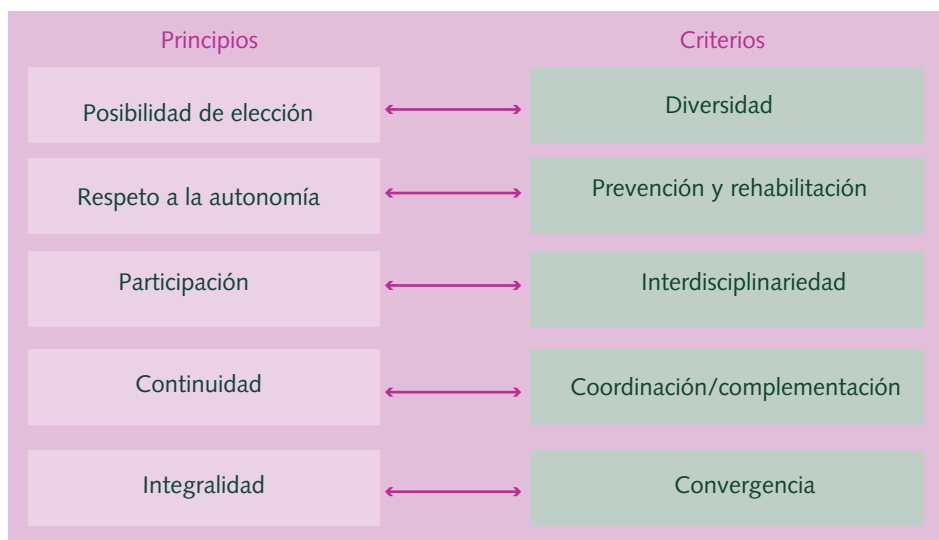 Principios
Criterios
Posibilidad de elección
Diversidad
Respeto a la autonomía
Prevención y rehabilitación
Participación
Interdisciplinariedad
Continuidad
Coordinación/complementación
Integralidad
Convergencia